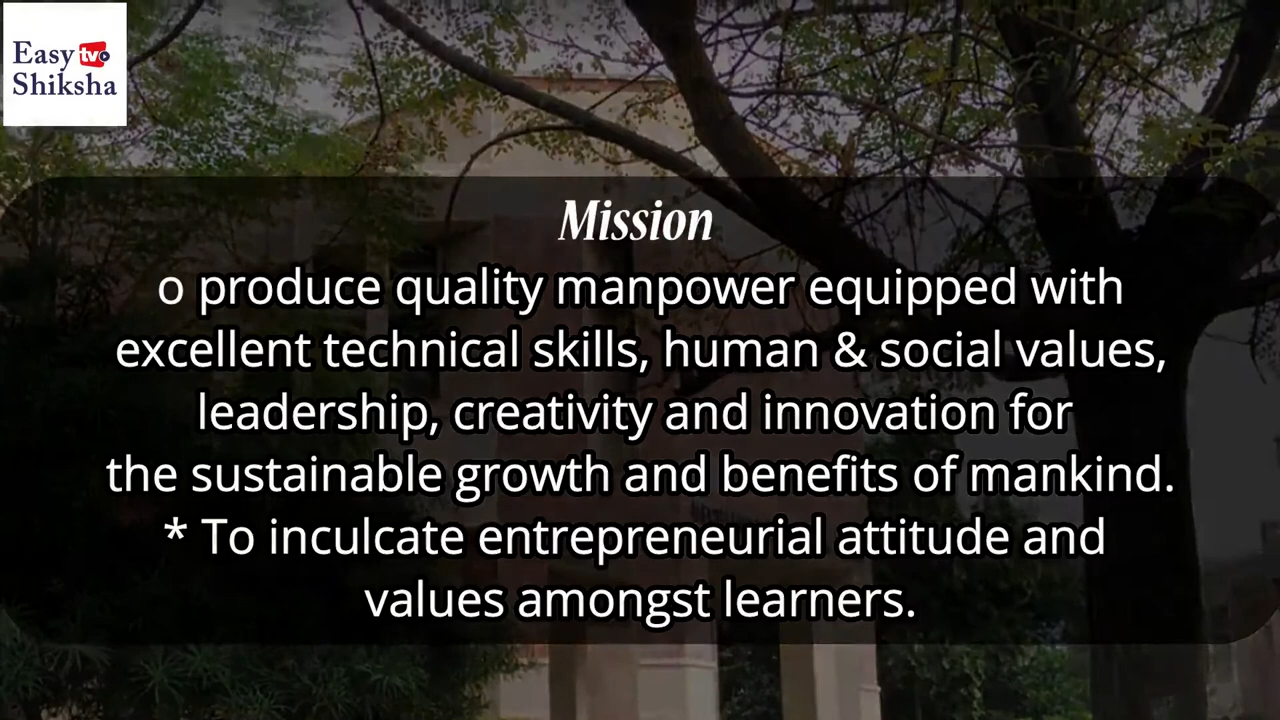 Easy tv
Shiksha
Mission
o produce quality manpower equipped with
excellent technical skills, human & social values,
leadership, creativity and innovation for
the sustainable growth and benefits of mankind.
* To inculcate entrepreneurial attitude and
values amongst learners.